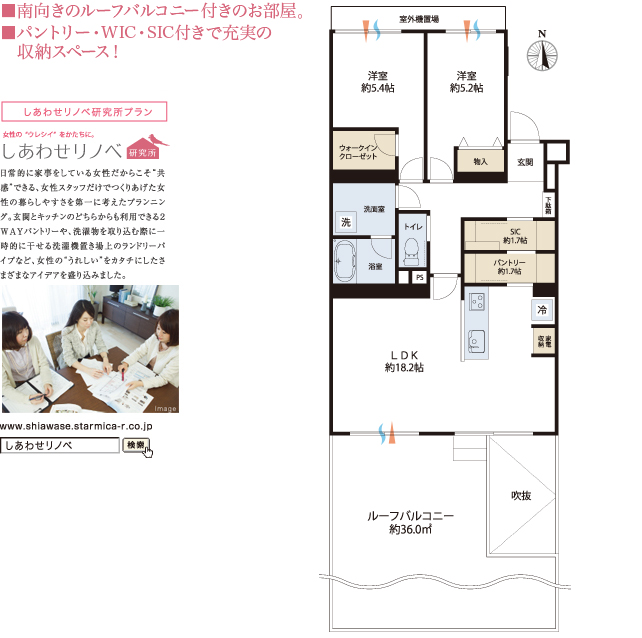 ■南向きのルーフバルコニー付きのお部屋。
■パントリー・WIC・SIC付きで充実の
収納スペース！
しあわせリノベ研究所プラン
女性の“ウレシイ”をかたちに。
しあわせリノベ 研究所
日常的に家事をしている女性だからこそ“共
感”できる、女性スタッフだけでつくりあげた女
性の暮らしやすさを第一に考えたプランニン
グ。玄関とキッチンのどちらからも利用できる2
WAYパントリーや、洗濯物を取り込む際に一
時的に干せる洗濯機置き場上のランドリーパ
イプなど、女性の“うれしい”をカタチにしたさ
まざまなアイデアを盛り込みました。
Image
www.shiawase.starmica-r.co.jp
しあわせリノベ 検索
室外機置場
N
洋室
約5.4帖
洋室
約5.2帖
ウォークイン
クローゼット
物入
玄関
下駄箱
洗面室
洗
トイレ
SIC
約1.7帖
浴室
パントリー
約1.7帖
PS
冷
家電
収納
LDK
約18.2帖
吹抜
ルーフバルコニー
約36.0㎡